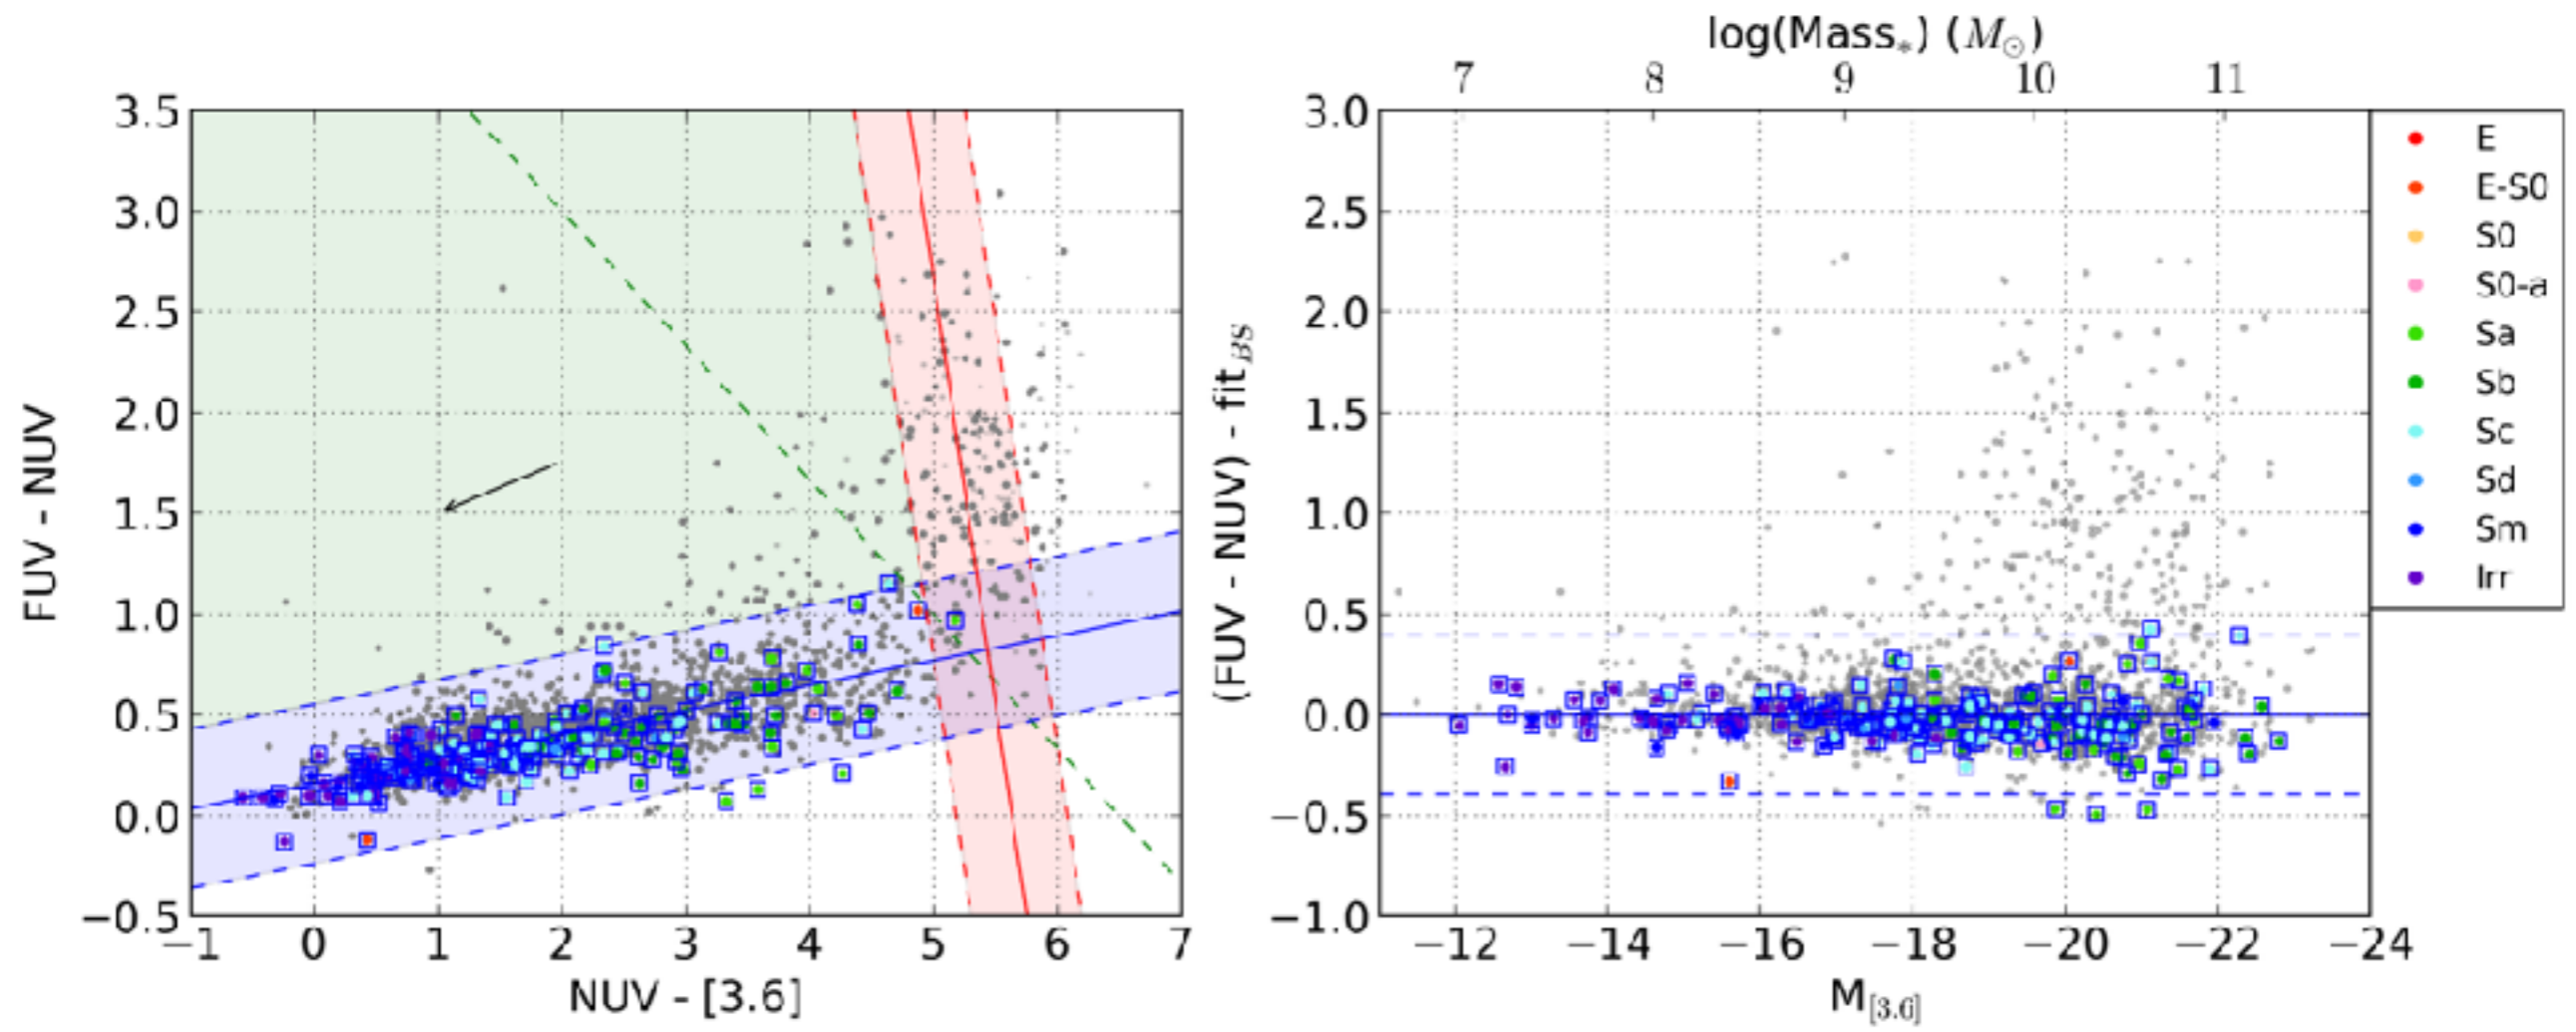 log(Mass*) (M⊙)
7 8 9 10 11
3.5
3.0
2.5
2.0
1.5
1.0
0.5
0.0
−0.5
FUV - NUV
−1 0 1 2 3 4 5 6 7
NUV - [3.6]
3.0
2.5
2.0
1.5
1.0
0.5
0.0
−0.5
−1.0
(FUV - NUV) - fit_BS
−12 −14 −16 −18 −20 −22 −24
M_[3.6]
E
E-S0
S0
S0-a
Sa
Sb
Sc
Sd
Sm
Irr